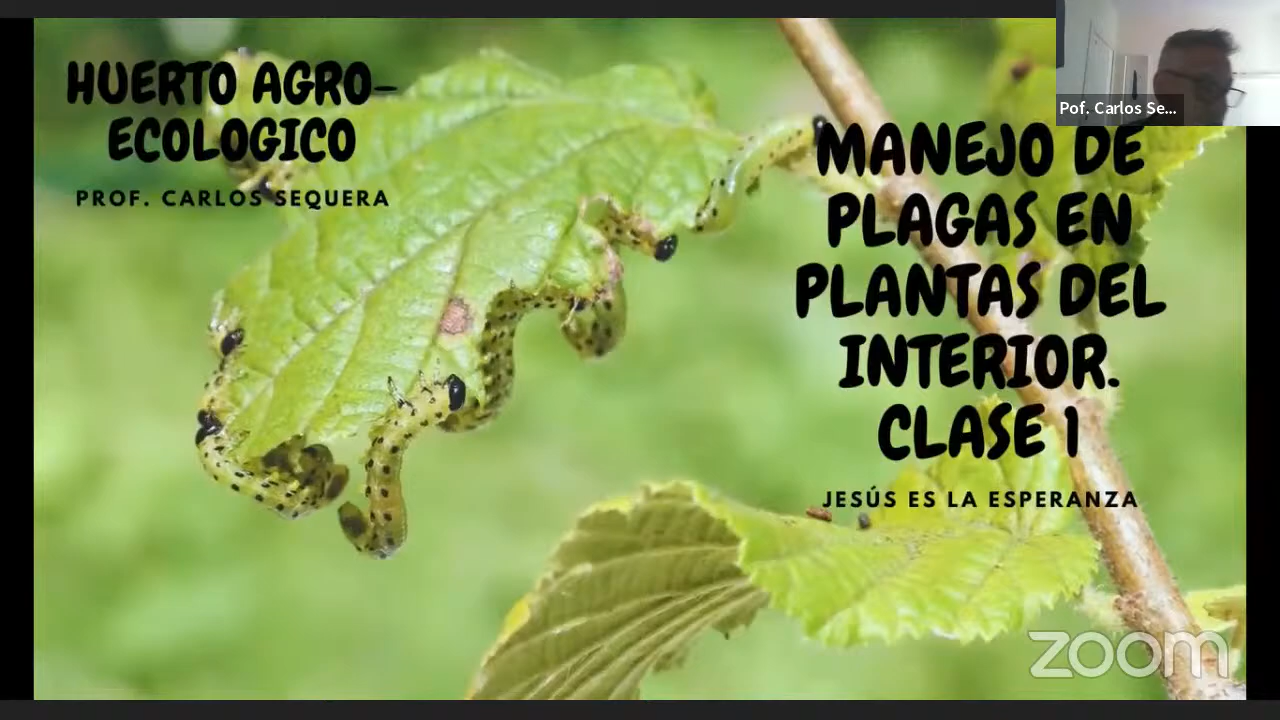 HUERTO AGRO-
ECOLOGICO
PROF. CARLOS SEQUERA
Pof. Carlos Se...
MANEJO DE
PLAGAS EN
PLANTAS DEL
INTERIOR.
CLASE 1
JESÚS ES LA ESPERANZA
zoom